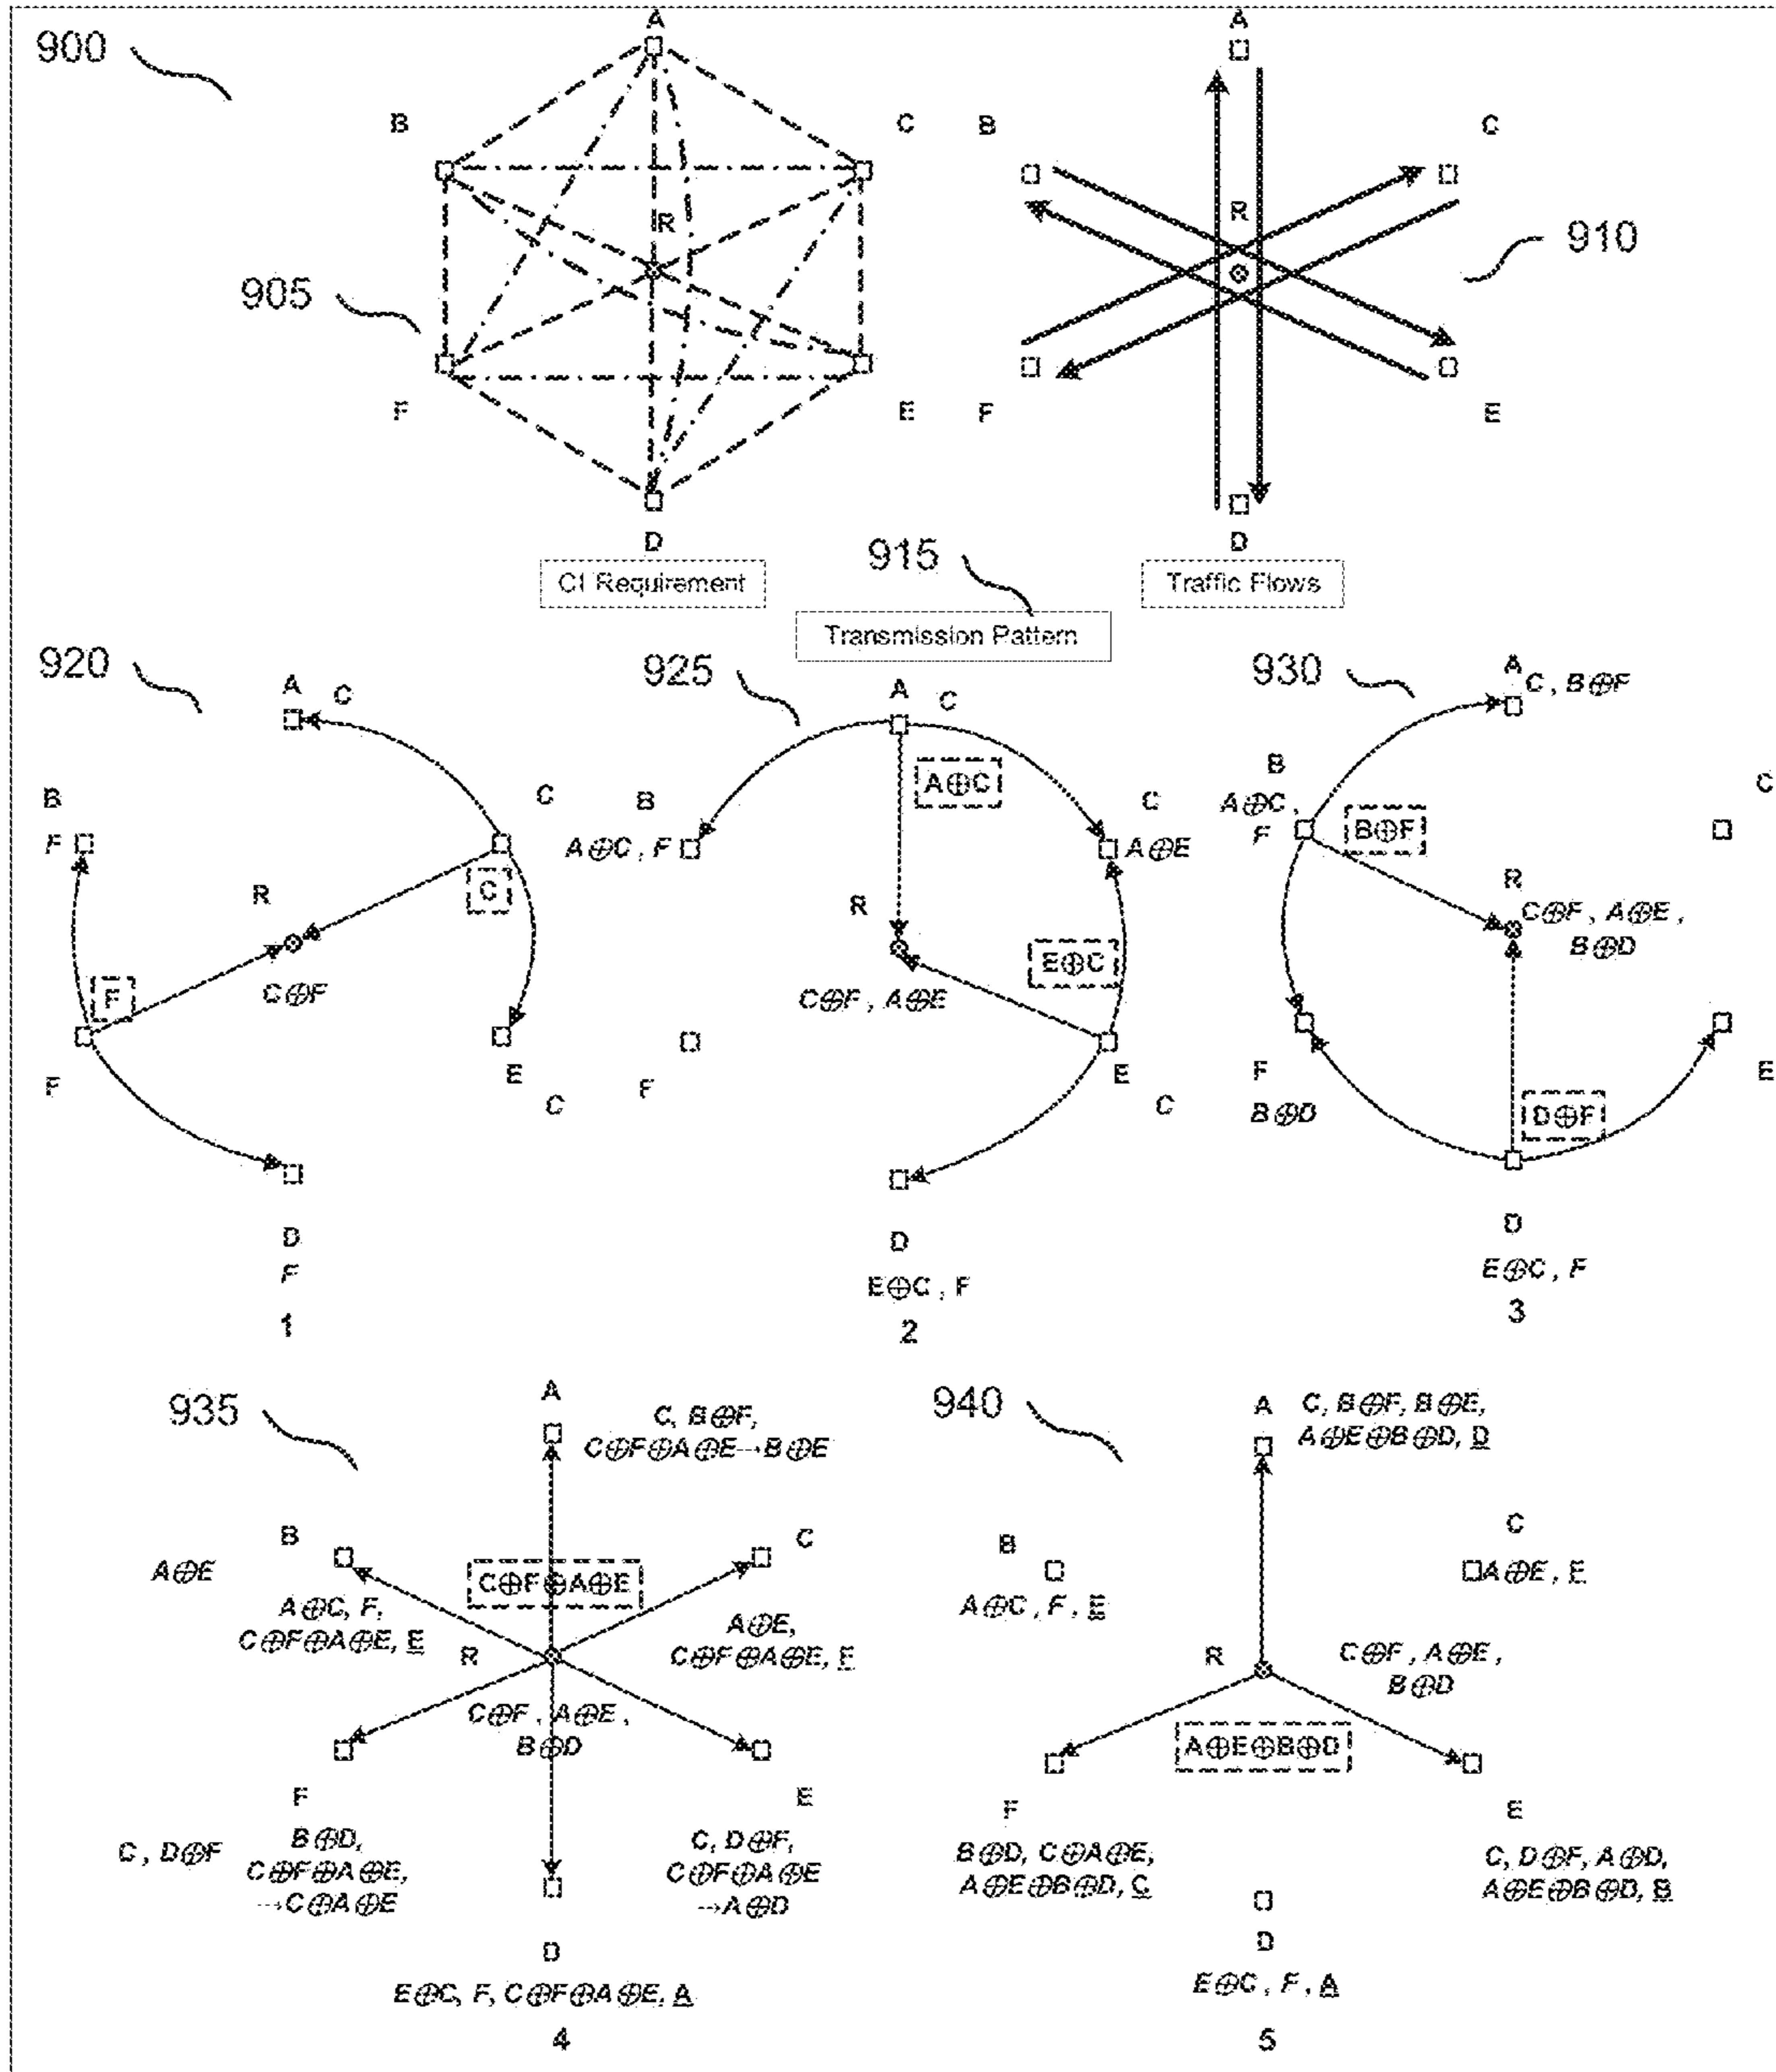 900
A
B
C
R
905
F
E
D
CI Requirement
A
B
C
R
910
F
E
D
Traffic Flows
915
Transmission Pattern
920
A
C
B
F
C
C
R
F
C⊕F
F
E
C
D
F
1
925
A
C
A⊕C
B
A⊕C, F
C
A⊕E
R
E⊕C
C⊕F, A⊕E
F
E
C
D
E⊕C, F
2
930
A
C, B⊕F
B
A⊕C,
F
B⊕F
C
R
C⊕F, A⊕E,
B⊕D
F
B⊕D
E
D⊕F
D
E⊕C, F
3
935
A
C, B⊕F,
C⊕F⊕A⊕E→B⊕E
B
C
A⊕E
C⊕F⊕A⊕E
A⊕C, F,
C⊕F⊕A⊕E, E
R
A⊕E,
C⊕F⊕A⊕E, F
C⊕F, A⊕E,
B⊕D
F
E
C, D⊕F
B⊕D,
C⊕F⊕A⊕E,
→C⊕A⊕E
C, D⊕F,
C⊕F⊕A⊕E
→A⊕D
D
E⊕C, F, C⊕F⊕A⊕E, A
4
940
A
C, B⊕F, B⊕E,
A⊕E⊕B⊕D, D
B
A⊕C, F, E
C
A⊕E,
R
C⊕F, A⊕E,
B⊕D
A⊕E⊕B⊕D
F
B⊕D, C⊕A⊕E,
A⊕E⊕B⊕D, C
E
C, D⊕F, A⊕D,
A⊕E⊕B⊕D, B
D
E⊕C, F, A
5